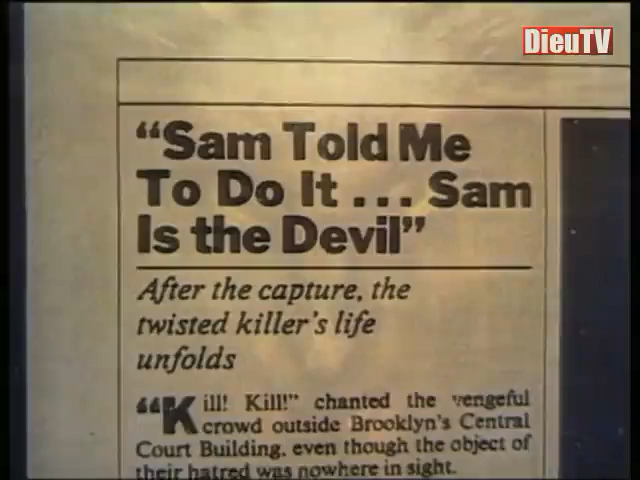 DieuTV
“Sam Told Me
To Do It . . . Sam
Is the Devil”
After the capture, the
twisted killer's life
unfolds
“Kill! Kill!” chanted the vengeful
crowd outside Brooklyn's Central
Court Building, even though the object of
their hatred was nowhere in sight.